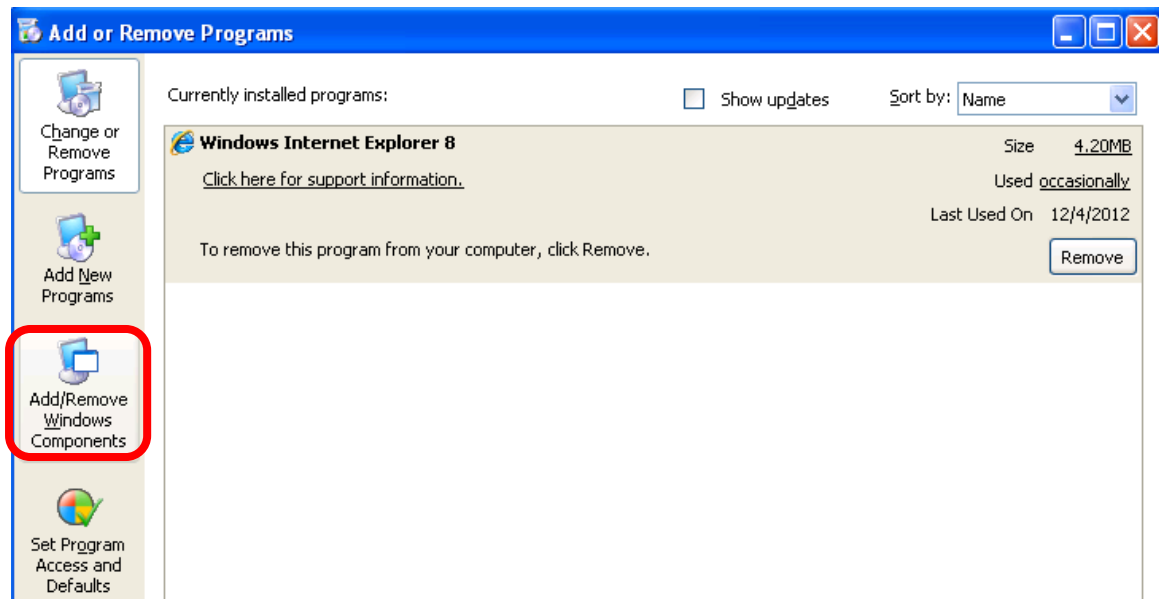 Add or Remove Programs
Change or
Remove
Programs
Add New
Programs
Add/Remove
Windows
Components
Set Program
Access and
Defaults
Currently installed programs:
Show updates
Sort by: Name
Windows Internet Explorer 8
Size 4.20MB
Click here for support information.
Used occasionally
Last Used On 12/4/2012
To remove this program from your computer, click Remove.
Remove